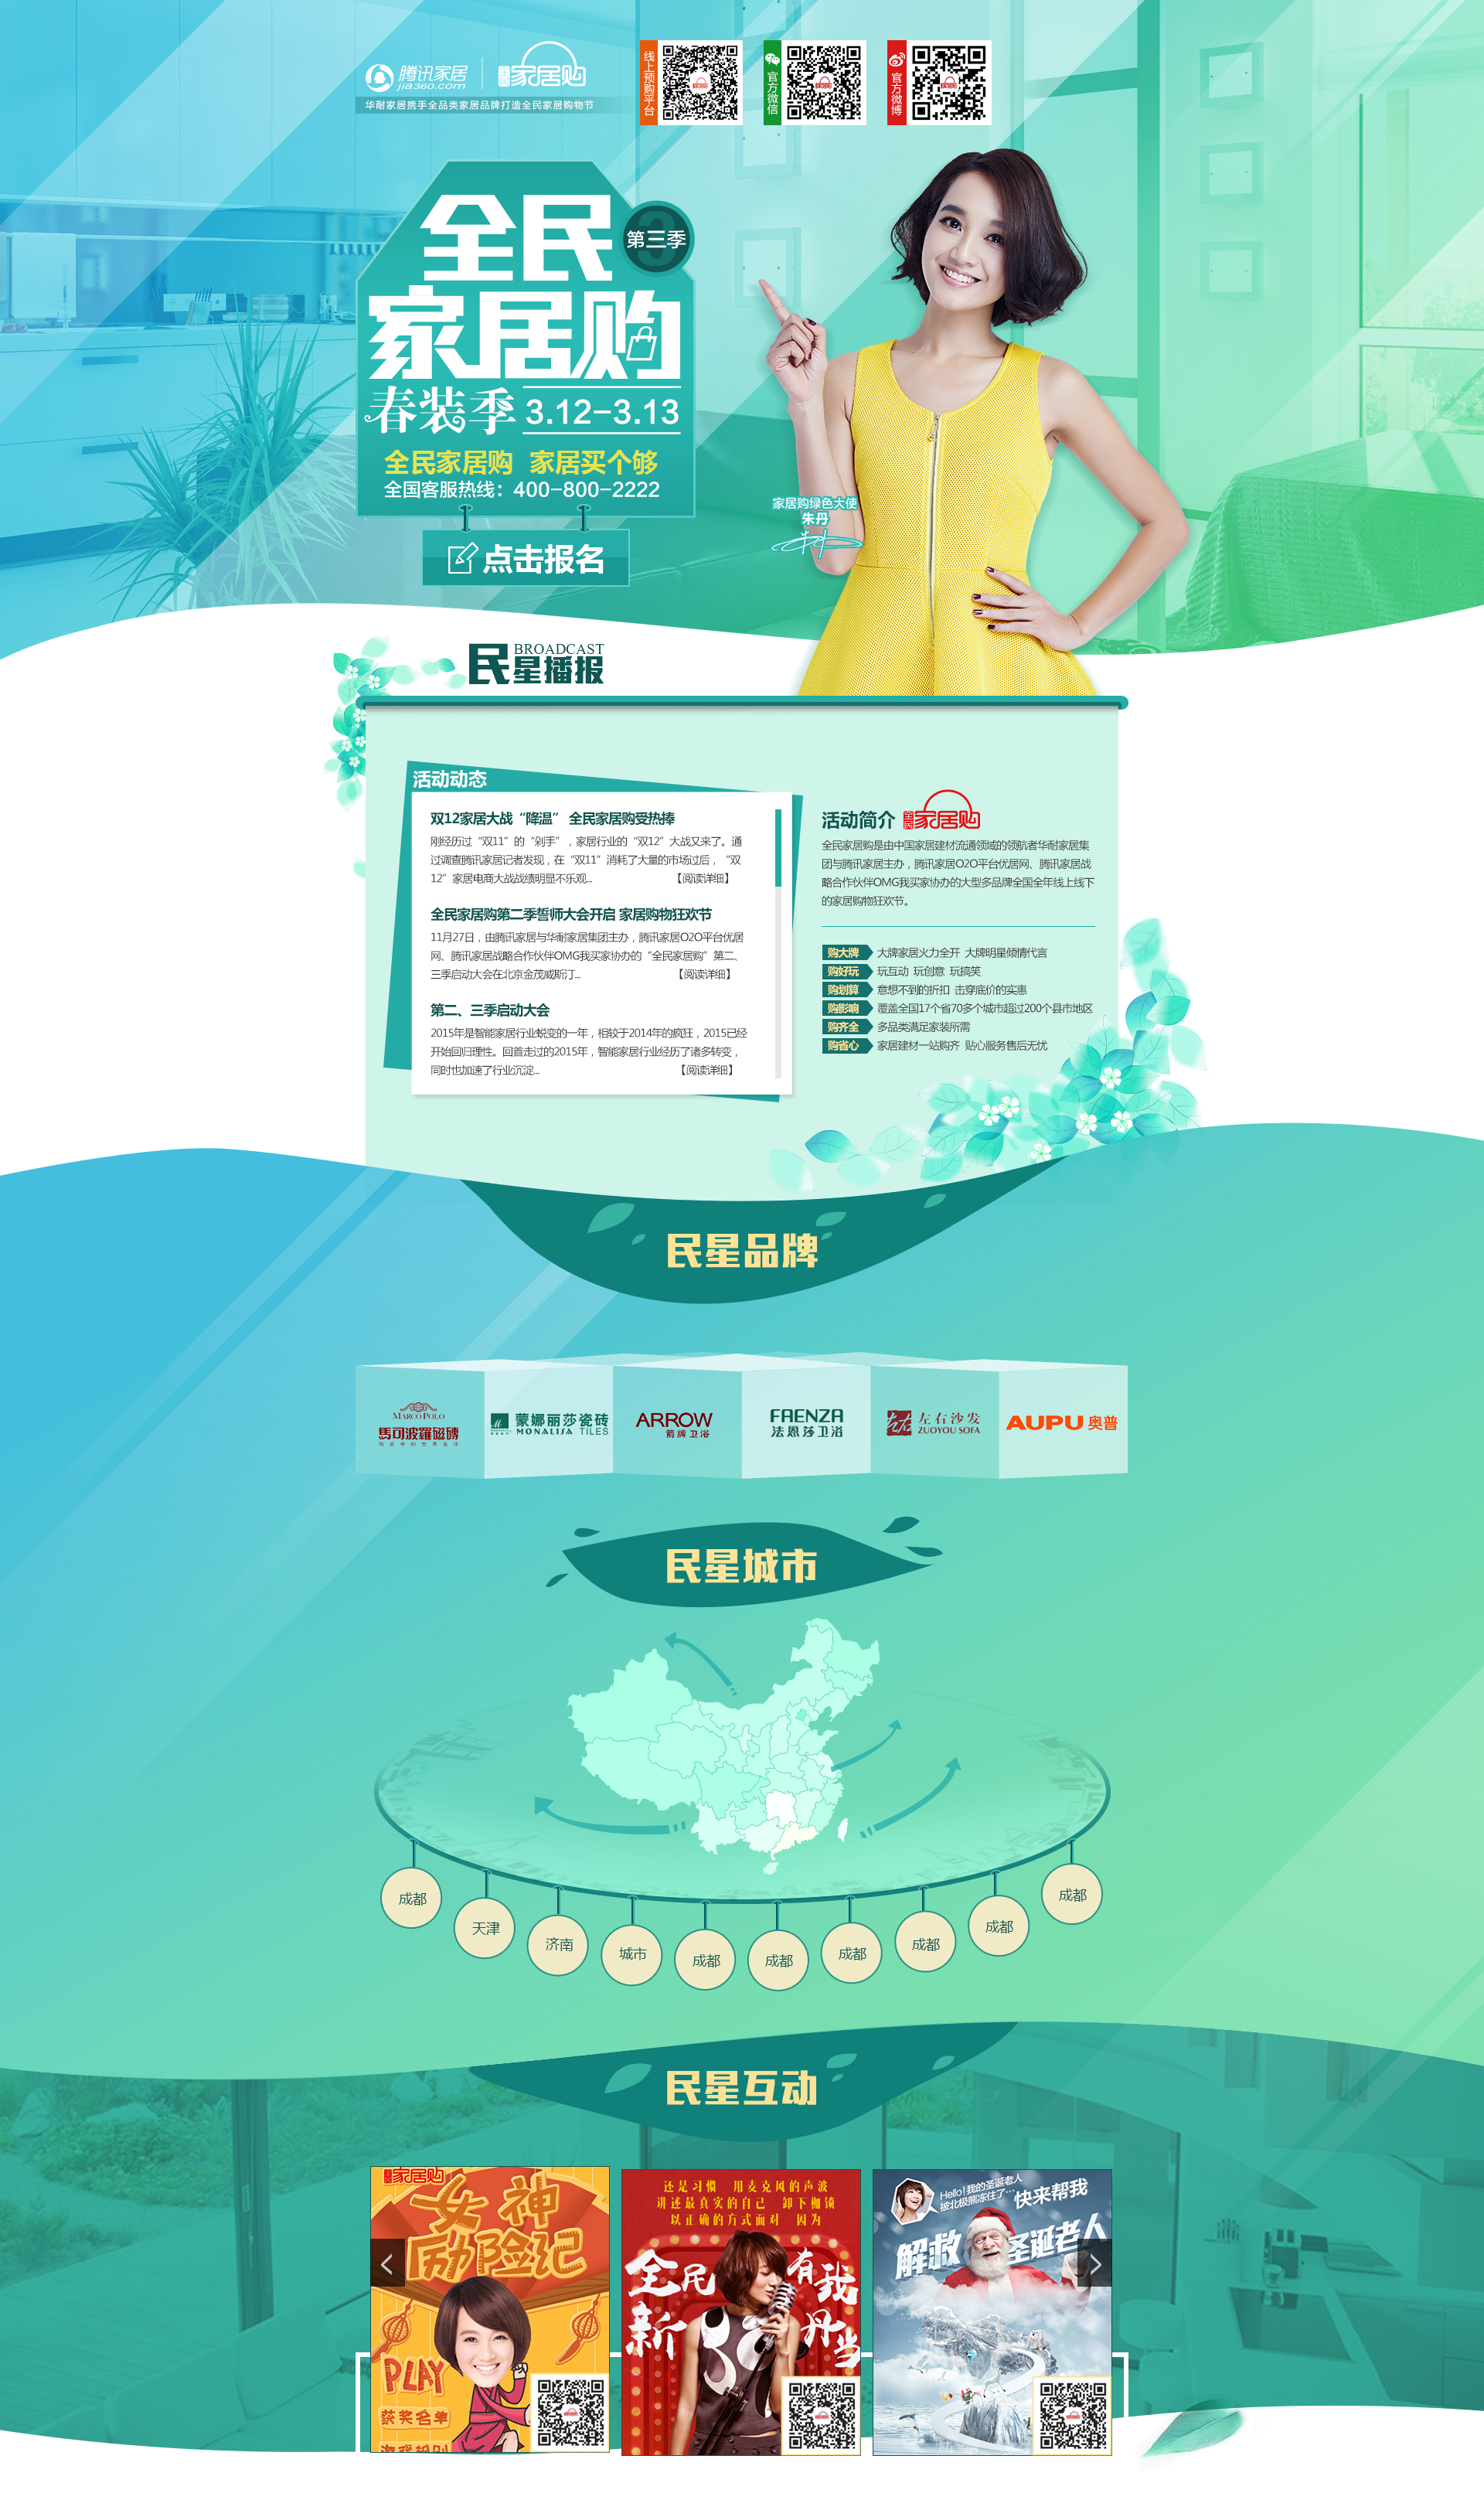 腾讯家居
jia360.com
全民家居购
华耐家居携手全品类家居品牌打造全民家居购物节
线上预购平台
官方微信
官方微博
全民
第三季
家居购
春装季
3.12-3.13
全民家居购 家居买个够
全国客服热线：400-800-2222
点击报名
家居购绿色大使
朱丹
BROADCAST
民星播报
活动动态
双12家居大战“降温” 全民家居购受热捧
刚经历过“双11”的“剁手”，家居行业的“双12”大战又来了。通
过调查腾讯家居记者发现，在“双11”消耗了大量的市场过后，“双
12”家居电商大战战绩明显不乐观... 【阅读详细】
全民家居购第二季誓师大会开启 家居购物狂欢节
11月27日，由腾讯家居与华耐家居集团主办，腾讯家居O2O平台优居
网、腾讯家居战略合作伙伴OMG我买家协办的“全民家居购”第二、
三季启动大会在北京金茂威斯汀... 【阅读详细】
第二、三季启动大会
2015年是智能家居行业蜕变的一年，相较于2014年的疯狂，2015已经
开始回归理性。回首走过的2015年，智能家居行业经历了诸多转变，
同时也加速了行业沉淀... 【阅读详细】
活动简介
全民家居购
全民家居购是由中国家居建材流通领域的领航者华耐家居集
团与腾讯家居主办，腾讯家居O2O平台优居网、腾讯家居战
略合作伙伴OMG我买家协办的大型多品牌全国全年线上线下
的家居购物狂欢节。
购大牌 大牌家居火力全开 大牌明星倾情代言
购好玩 玩互动 玩创意 玩搞笑
购划算 意想不到的折扣 击穿底价的实惠
购影响 覆盖全国17个省70多个城市超过200个县市地区
购齐全 多品类满足家装所需
购省心 家居建材一站购齐 贴心服务售后无忧
民星品牌
MARCO POLO
馬可波羅磁磚
蒙娜丽莎瓷砖
MONALISA TILES
ARROW
箭牌卫浴
FAENZA
法恩莎卫浴
左右沙发
ZUOYOU SOFA
AUPU 奥普
民星城市
成都
天津
济南
城市
成都
成都
成都
成都
成都
成都
民星互动
全民家居购
女神
励险记
PLAY
获奖名单
游戏规则
还是习惯 用麦克风的声波
讲述最真实的自己 卸下枷锁
以正确的方式面对 因为
全民
有我
新
丹当
Hello!我的圣诞老人
被北极熊冻住了…
快来帮我
解救圣诞老人